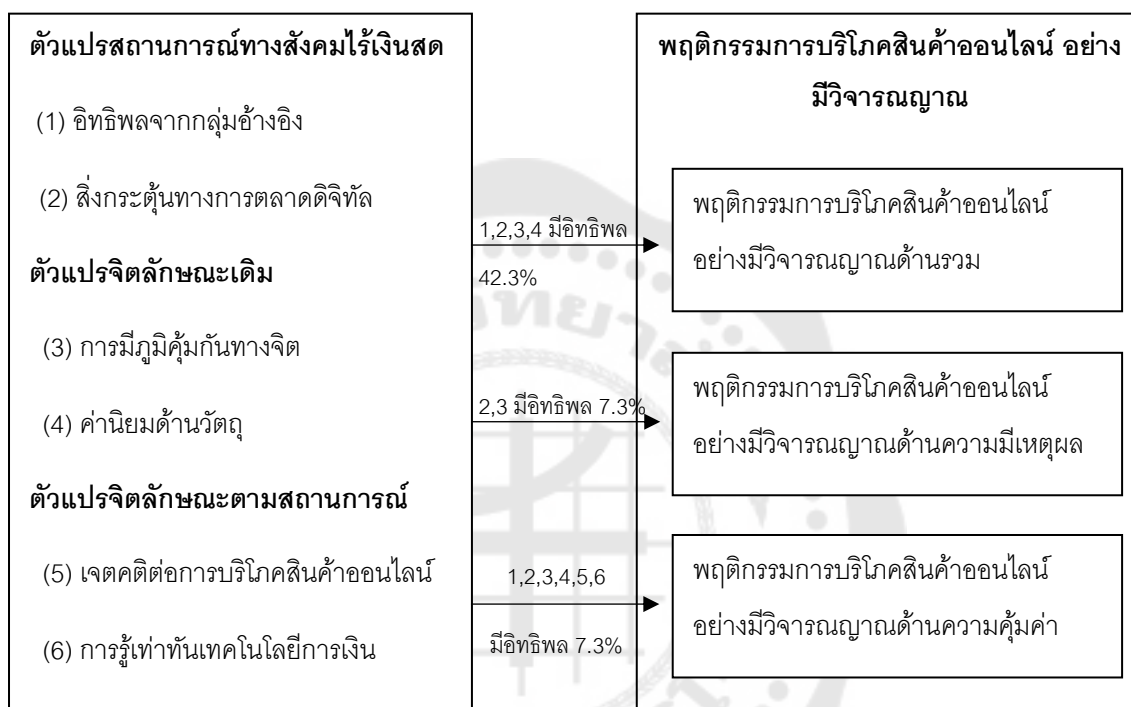 ตัวแปรสถานการณ์ทางสังคมไร้เงินสด
(1) อิทธิพลจากกลุ่มอ้างอิง
(2) สิ่งกระตุ้นทางการตลาดดิจิทัล
ตัวแปรจิตลักษณะเดิม
(3) การมีภูมิคุ้มกันทางจิต
(4) ค่านิยมด้านวัตถุ
ตัวแปรจิตลักษณะตามสถานการณ์
(5) เจตคติต่อการบริโภคสินค้าออนไลน์
(6) การรู้เท่าทันเทคโนโลยีการเงิน
1,2,3,4 มีอิทธิพล
42.3%
2,3 มีอิทธิพล 7.3%
1,2,3,4,5,6
มีอิทธิพล 7.3%
พฤติกรรมการบริโภคสินค้าออนไลน์ อย่าง
มีวิจารณญาณ
พฤติกรรมการบริโภคสินค้าออนไลน์
อย่างมีวิจารณญาณด้านรวม
พฤติกรรมการบริโภคสินค้าออนไลน์
อย่างมีวิจารณญาณด้านความมีเหตุผล
พฤติกรรมการบริโภคสินค้าออนไลน์
อย่างมีวิจารณญาณด้านความคุ้มค่า